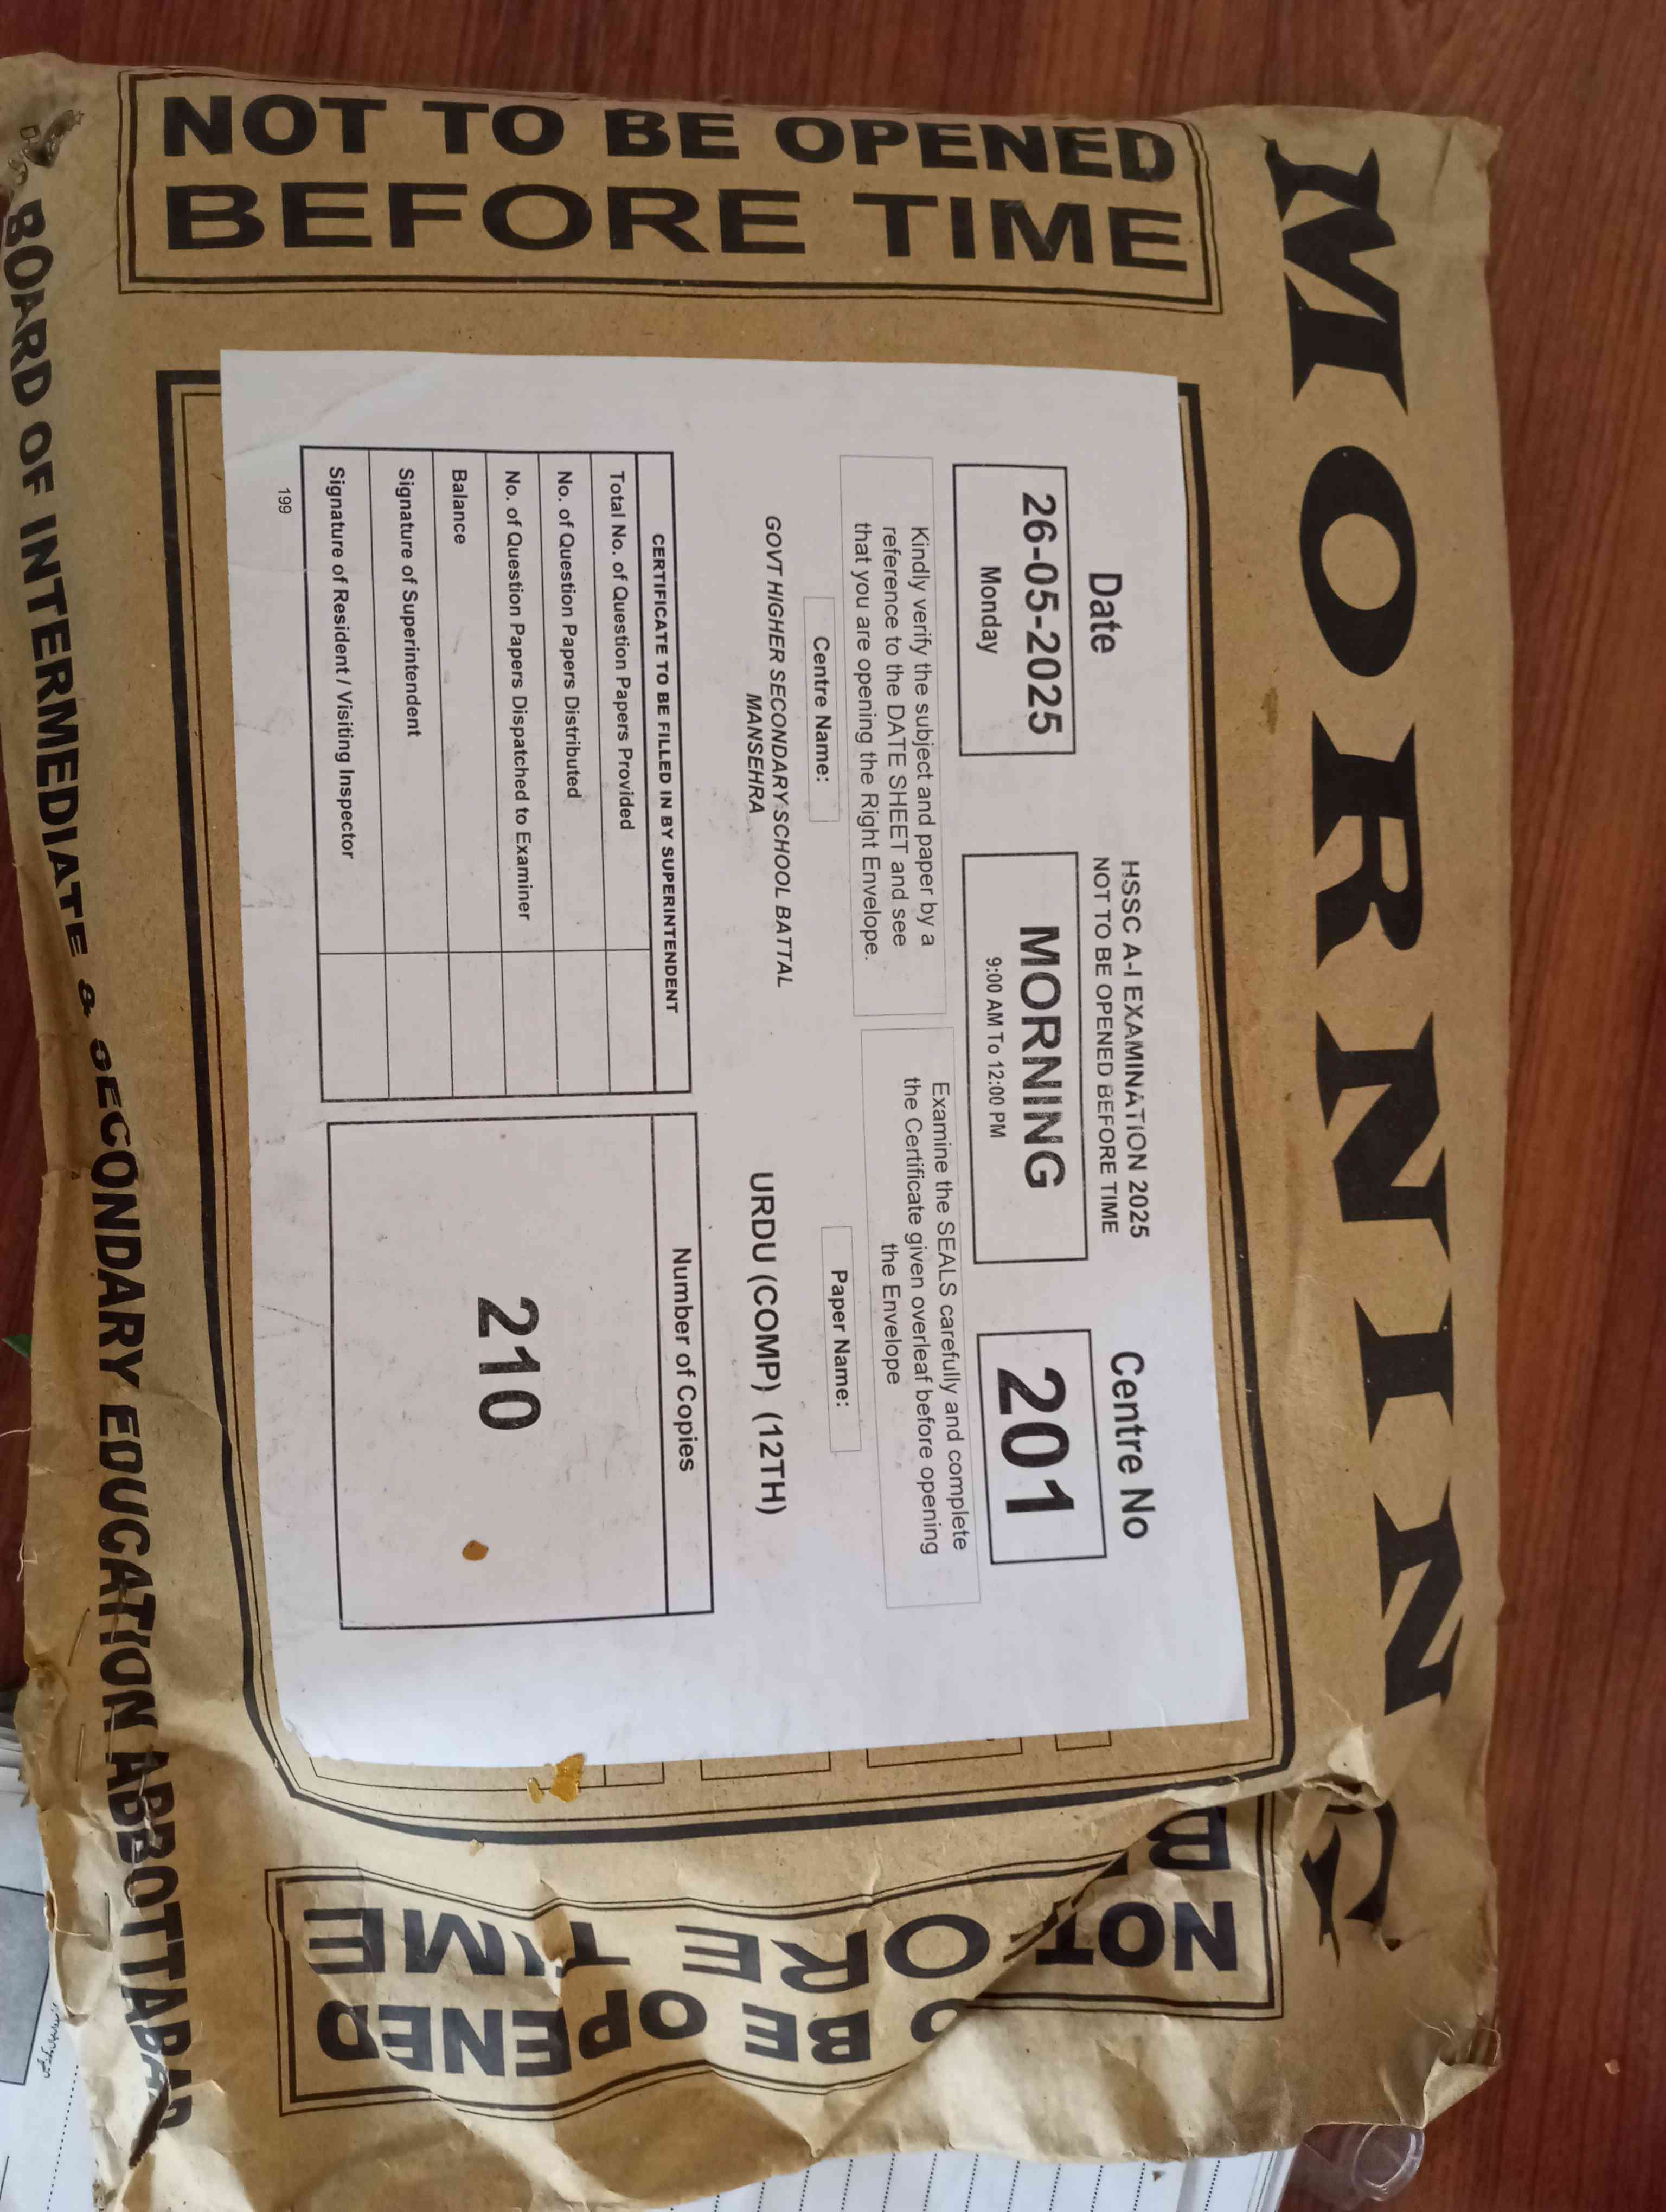 MORNING
NOT TO BE OPENED
BEFORE TIME
Date
26-05-2025
Monday
HSSC A-I EXAMINATION 2025
NOT TO BE OPENED BEFORE TIME
MORNING
9:00 AM To 12:00 PM
Centre No
201
Kindly verify the subject and paper by a
reference to the DATE SHEET and see
that you are opening the Right Envelope.
Examine the SEALS carefully and complete
the Certificate given overleaf before opening
the Envelope
Centre Name:
GOVT HIGHER SECONDARY SCHOOL BATTAL
MANSEHRA
Paper Name:
URDU (COMP) (12TH)
CERTIFICATE TO BE FILLED IN BY SUPERINTENDENT
Total No. of Question Papers Provided
No. of Question Papers Distributed
No. of Question Papers Dispatched to Examiner
Balance
Signature of Superintendent
Signature of Resident / Visiting Inspector
Number of Copies
210
199
NOT
BE OPENED
ORE TIME
BOARD OF INTERMEDIATE & SECONDARY EDUCATION ABBOTTABAD